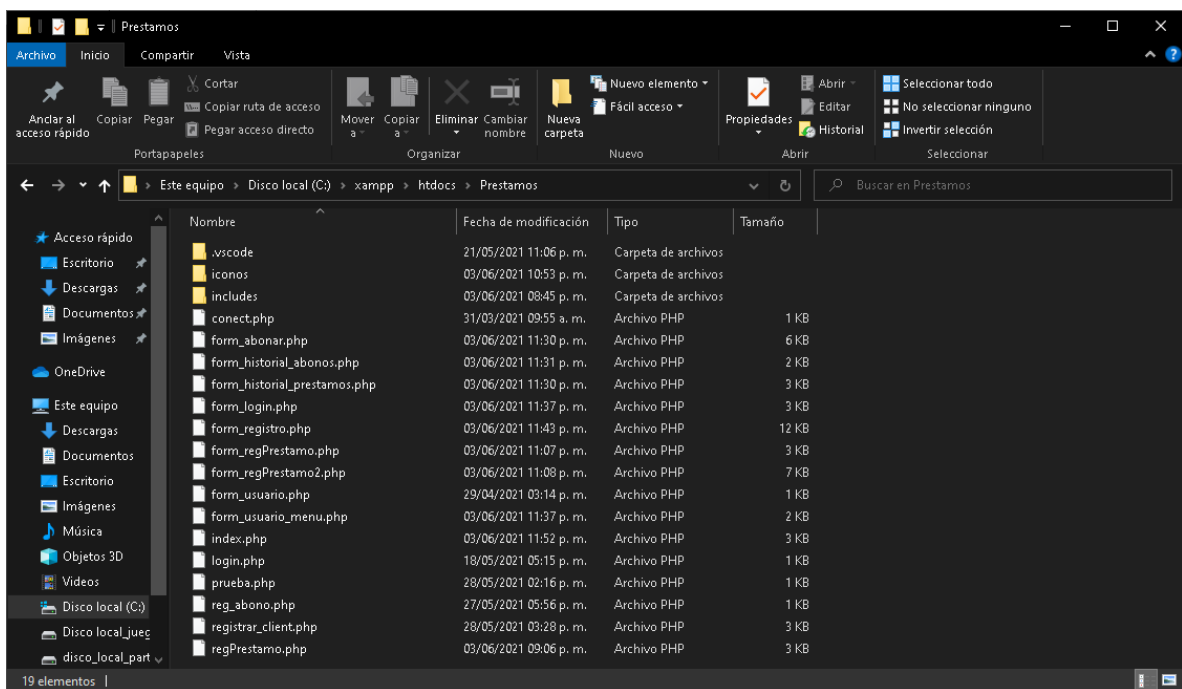 Prestamos
Archivo Inicio Compartir Vista
Anclar al acceso rápido
Copiar
Pegar
Cortar
Copiar ruta de acceso
Pegar acceso directo
Portapapeles
Mover a
Copiar a
Eliminar
Cambiar nombre
Organizar
Nueva carpeta
Nuevo elemento
Fácil acceso
Nuevo
Propiedades
Abrir
Editar
Historial
Abrir
Seleccionar todo
No seleccionar ninguno
Invertir selección
Seleccionar
Este equipo > Disco local (C:) > xampp > htdocs > Prestamos
Buscar en Prestamos
Acceso rápido
Escritorio
Descargas
Documentos
Imágenes
OneDrive
Este equipo
Descargas
Documentos
Escritorio
Imágenes
Música
Objetos 3D
Videos
Disco local (C:)
Disco local_jueg
disco_local_part
Nombre Fecha de modificación Tipo Tamaño
.vscode 21/05/2021 11:06 p. m. Carpeta de archivos
iconos 03/06/2021 10:53 p. m. Carpeta de archivos
includes 03/06/2021 08:45 p. m. Carpeta de archivos
conect.php 31/03/2021 09:55 a. m. Archivo PHP 1 KB
form_abonar.php 03/06/2021 11:30 p. m. Archivo PHP 6 KB
form_historial_abonos.php 03/06/2021 11:31 p. m. Archivo PHP 2 KB
form_historial_prestamos.php 03/06/2021 11:30 p. m. Archivo PHP 3 KB
form_login.php 03/06/2021 11:37 p. m. Archivo PHP 3 KB
form_registro.php 03/06/2021 11:43 p. m. Archivo PHP 12 KB
form_regPrestamo.php 03/06/2021 11:07 p. m. Archivo PHP 3 KB
form_regPrestamo2.php 03/06/2021 11:08 p. m. Archivo PHP 7 KB
form_usuario.php 29/04/2021 03:14 p. m. Archivo PHP 1 KB
form_usuario_menu.php 03/06/2021 11:37 p. m. Archivo PHP 2 KB
index.php 03/06/2021 11:52 p. m. Archivo PHP 3 KB
login.php 18/05/2021 05:15 p. m. Archivo PHP 1 KB
prueba.php 28/05/2021 02:16 p. m. Archivo PHP 1 KB
reg_abono.php 27/05/2021 05:56 p. m. Archivo PHP 1 KB
registrar_client.php 28/05/2021 03:28 p. m. Archivo PHP 3 KB
regPrestamo.php 03/06/2021 09:06 p. m. Archivo PHP 3 KB
19 elementos